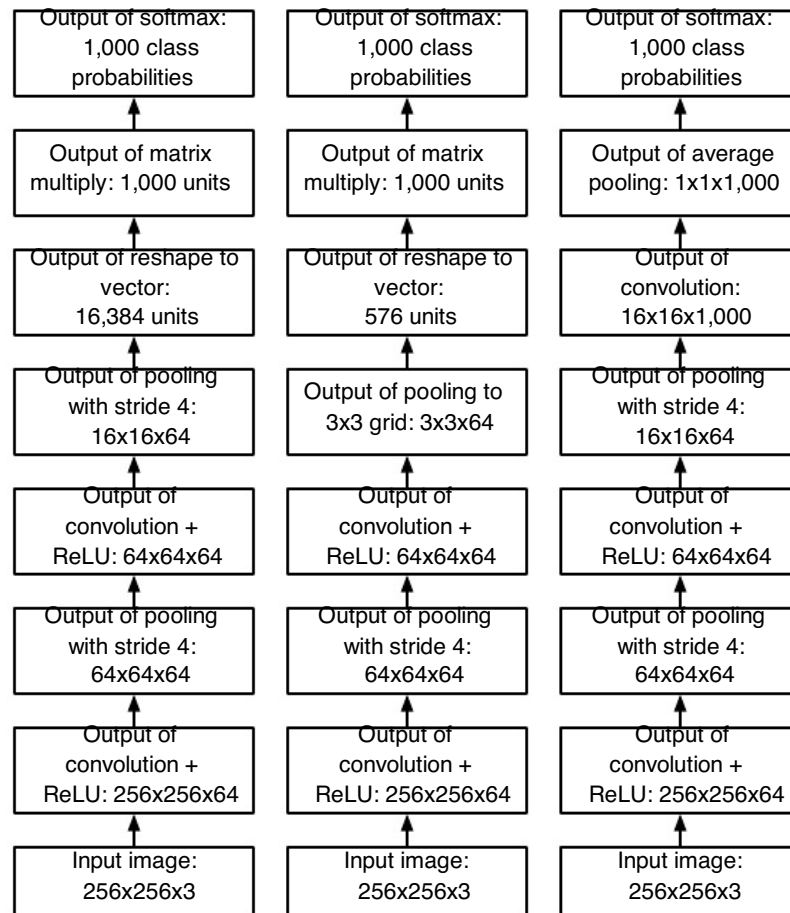 Output of softmax:
1,000 class
probabilities
Output of matrix
multiply: 1,000 units
Output of reshape to
vector:
16,384 units
Output of pooling
with stride 4:
16x16x64
Output of
convolution +
ReLU: 64x64x64
Output of pooling
with stride 4:
64x64x64
Output of
convolution +
ReLU: 256x256x64
Input image:
256x256x3
Output of softmax:
1,000 class
probabilities
Output of matrix
multiply: 1,000 units
Output of reshape to
vector:
576 units
Output of pooling to
3x3 grid: 3x3x64
Output of
convolution +
ReLU: 64x64x64
Output of pooling
with stride 4:
64x64x64
Output of
convolution +
ReLU: 256x256x64
Input image:
256x256x3
Output of softmax:
1,000 class
probabilities
Output of average
pooling: 1x1x1,000
Output of
convolution:
16x16x1,000
Output of pooling
with stride 4:
16x16x64
Output of
convolution +
ReLU: 64x64x64
Output of pooling
with stride 4:
64x64x64
Output of
convolution +
ReLU: 256x256x64
Input image:
256x256x3